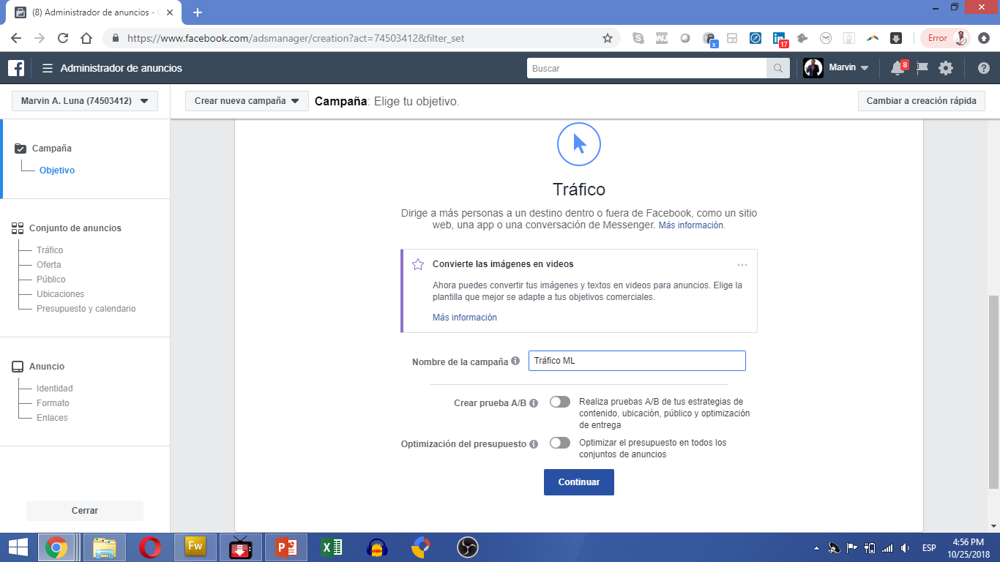 (8) Administrador de anuncios - 
https://www.facebook.com/adsmanager/creation?act=74503412&filter_set
Error
17
Administrador de anuncios
Buscar
Marvin
8
Marvin A. Luna (74503412)
Crear nueva campaña
Campaña: Elige tu objetivo.
Cambiar a creación rápida
Campaña
Objetivo
Conjunto de anuncios
Tráfico
Oferta
Público
Ubicaciones
Presupuesto y calendario
Anuncio
Identidad
Formato
Enlaces
Cerrar
Tráfico
Dirige a más personas a un destino dentro o fuera de Facebook, como un sitio
web, una app o una conversación de Messenger. Más información.
Convierte las imágenes en videos
Ahora puedes convertir tus imágenes y textos en videos para anuncios. Elige la
plantilla que mejor se adapte a tus objetivos comerciales.
Más información
Nombre de la campaña
Tráfico ML
Crear prueba A/B
Realiza pruebas A/B de tus estrategias de
contenido, ubicación, público y optimización
de entrega
Optimización del presupuesto
Optimizar el presupuesto en todos los
conjuntos de anuncios
Continuar
Fw
ESP
4:56 PM
10/25/2018